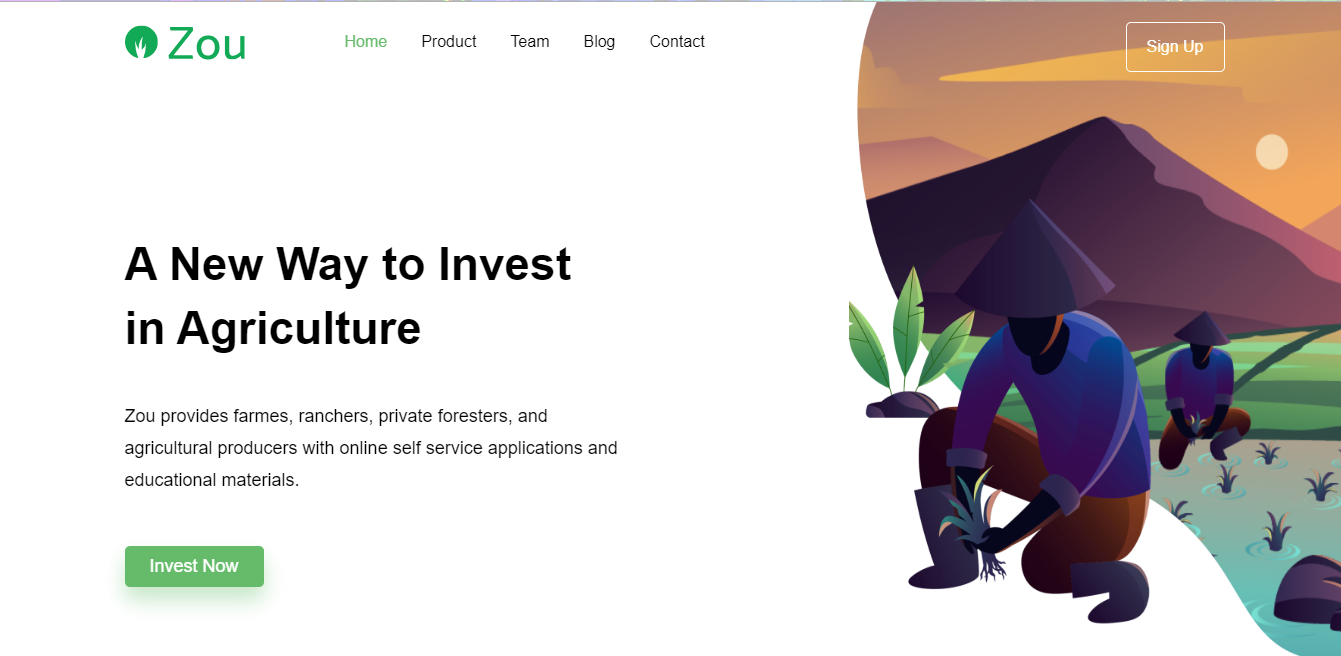 Zou
Home Product Team Blog Contact
Sign Up
A New Way to Invest
in Agriculture
Zou provides farmes, ranchers, private foresters, and
agricultural producers with online self service applications and
educational materials.
Invest Now